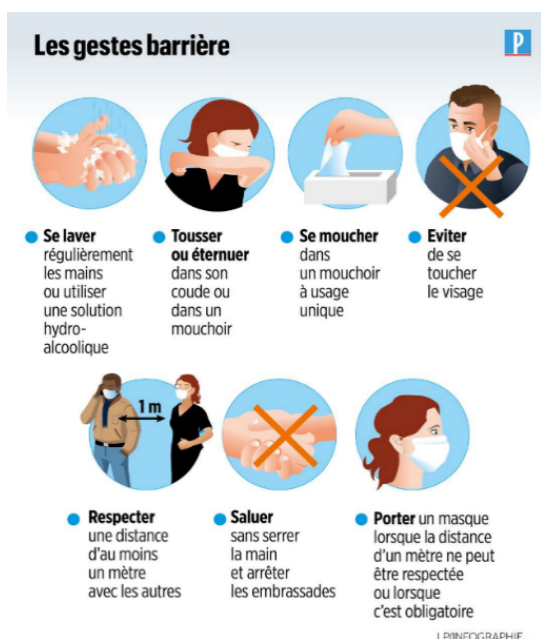 Les gestes barrière
P
Se laver
régulièrement
les mains
ou utiliser
une solution
hydro-
alcoolique
Tousser
ou éternuer
dans son
coude ou
dans un
mouchoir
Se moucher
dans
un mouchoir
à usage
unique
Eviter
de se
toucher
le visage
1 m
Respecter
une distance
d'au moins
un mètre
avec les autres
Saluer
sans serrer
la main
et arrêter
les embrassades
Porter un masque
lorsque la distance
d'un mètre ne peut
être respectée
ou lorsque
c'est obligatoire
LP/INFOGRAPHIE